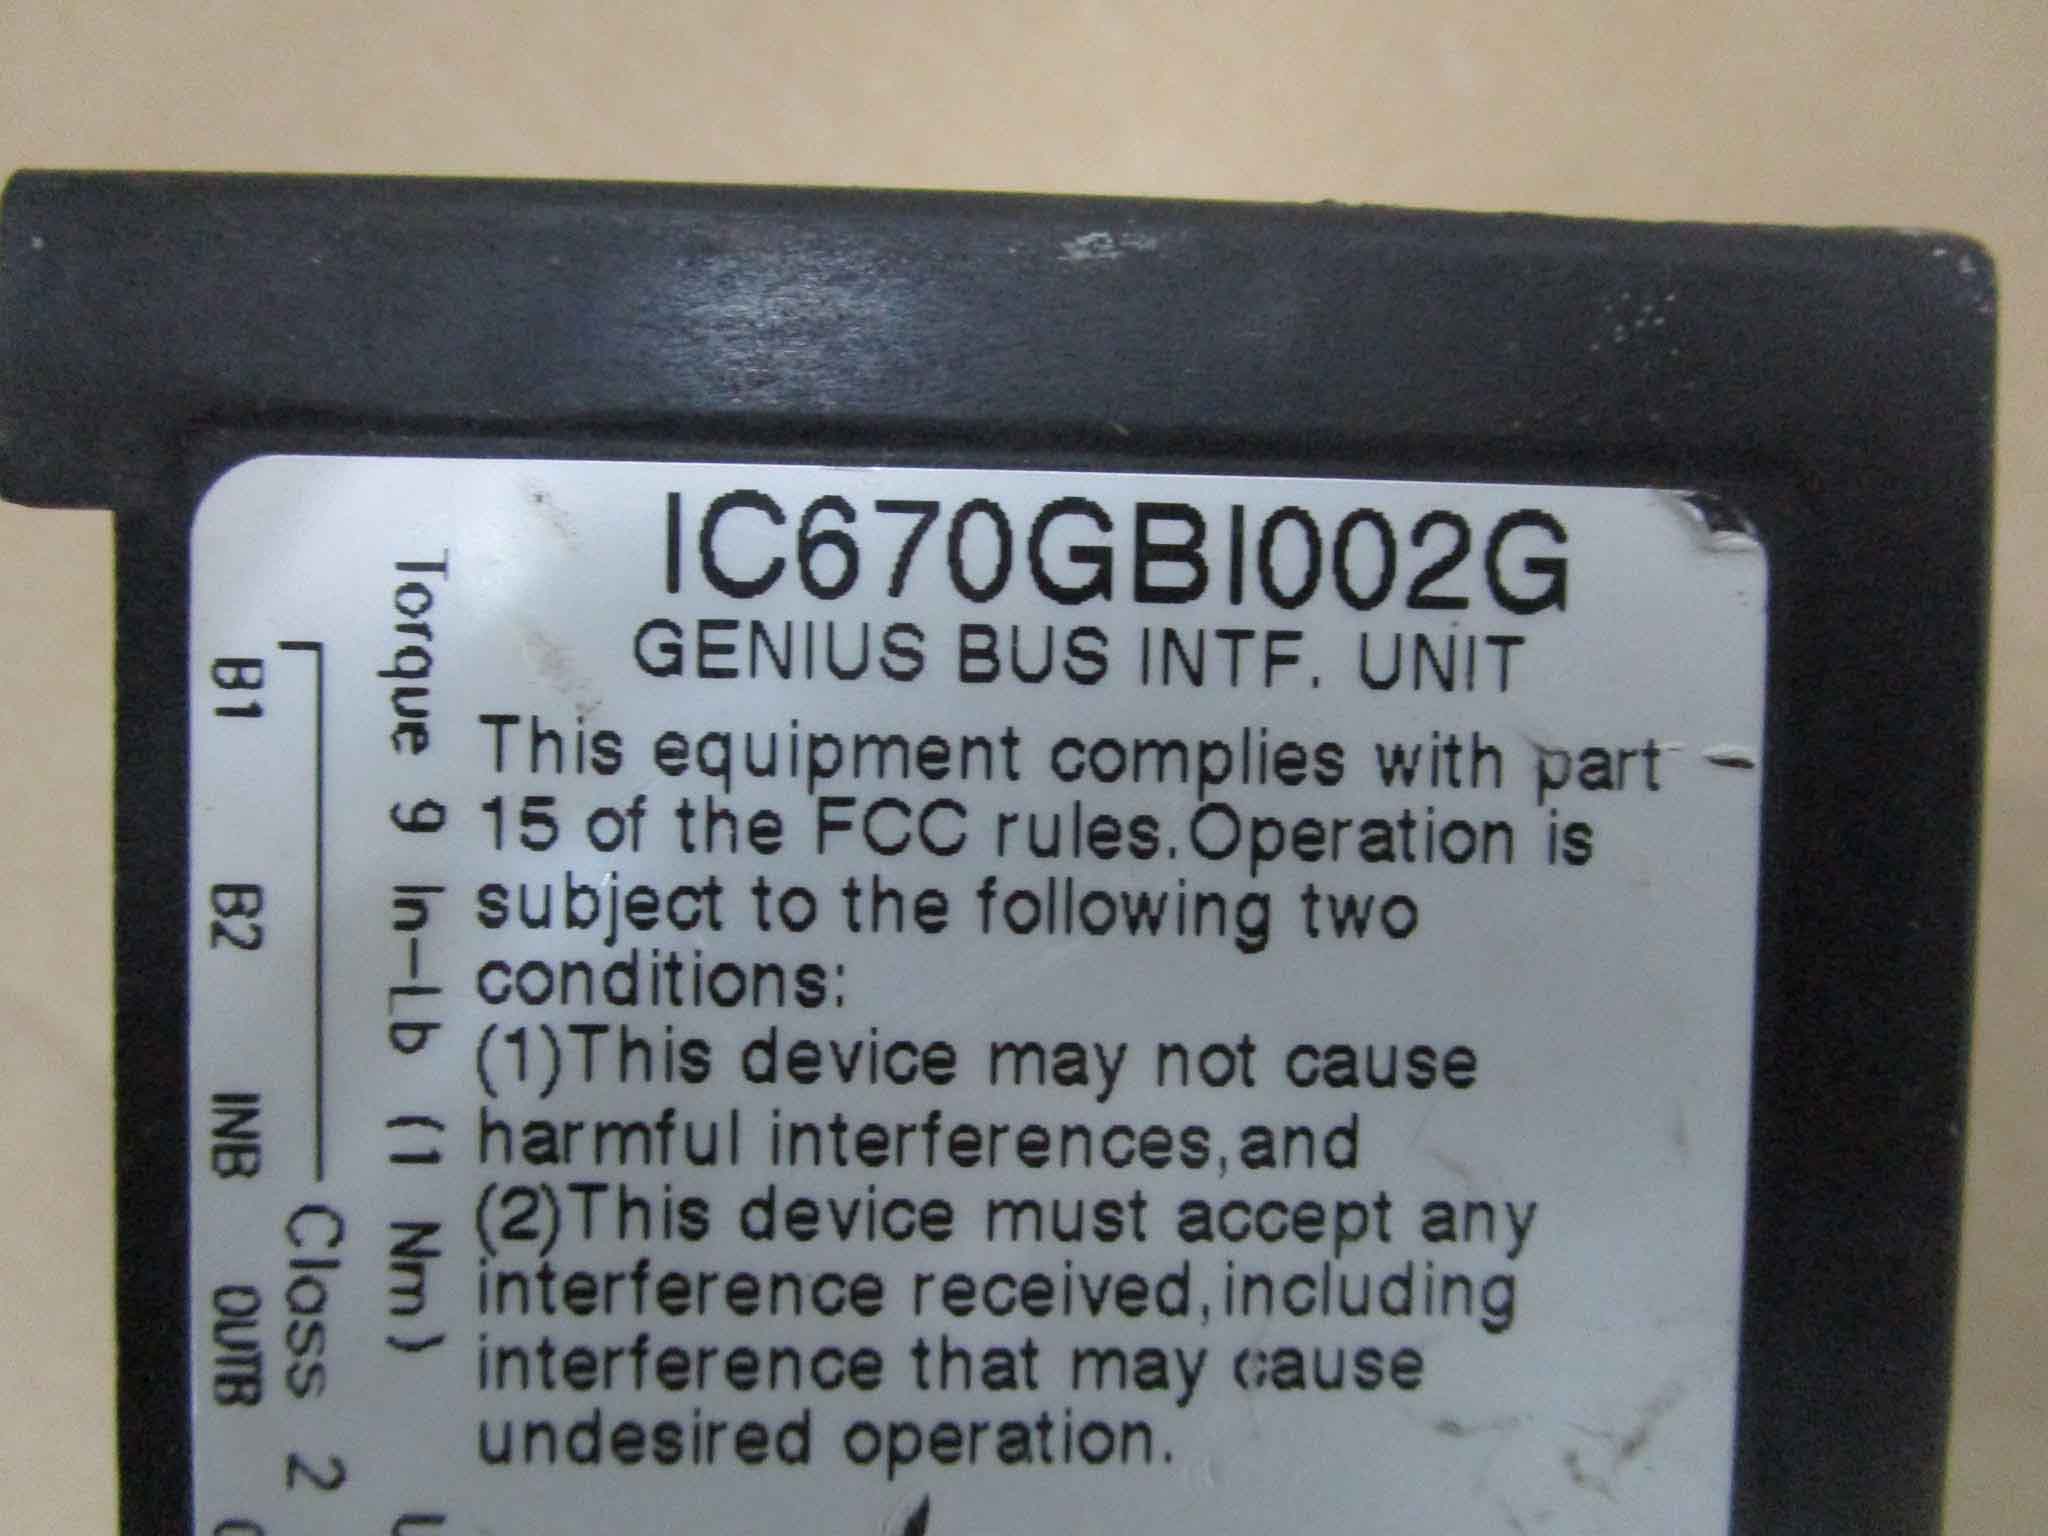 IC670GBI002G
GENIUS BUS INTF. UNIT
This equipment complies with part
15 of the FCC rules.Operation is
subject to the following two
conditions:
(1)This device may not cause
harmful interferences,and
(2)This device must accept any
interference received,including
interference that may cause
undesired operation.
Torque 9 In-Lb (1 Nm)
Class 2
B1 B2 INB OUTB